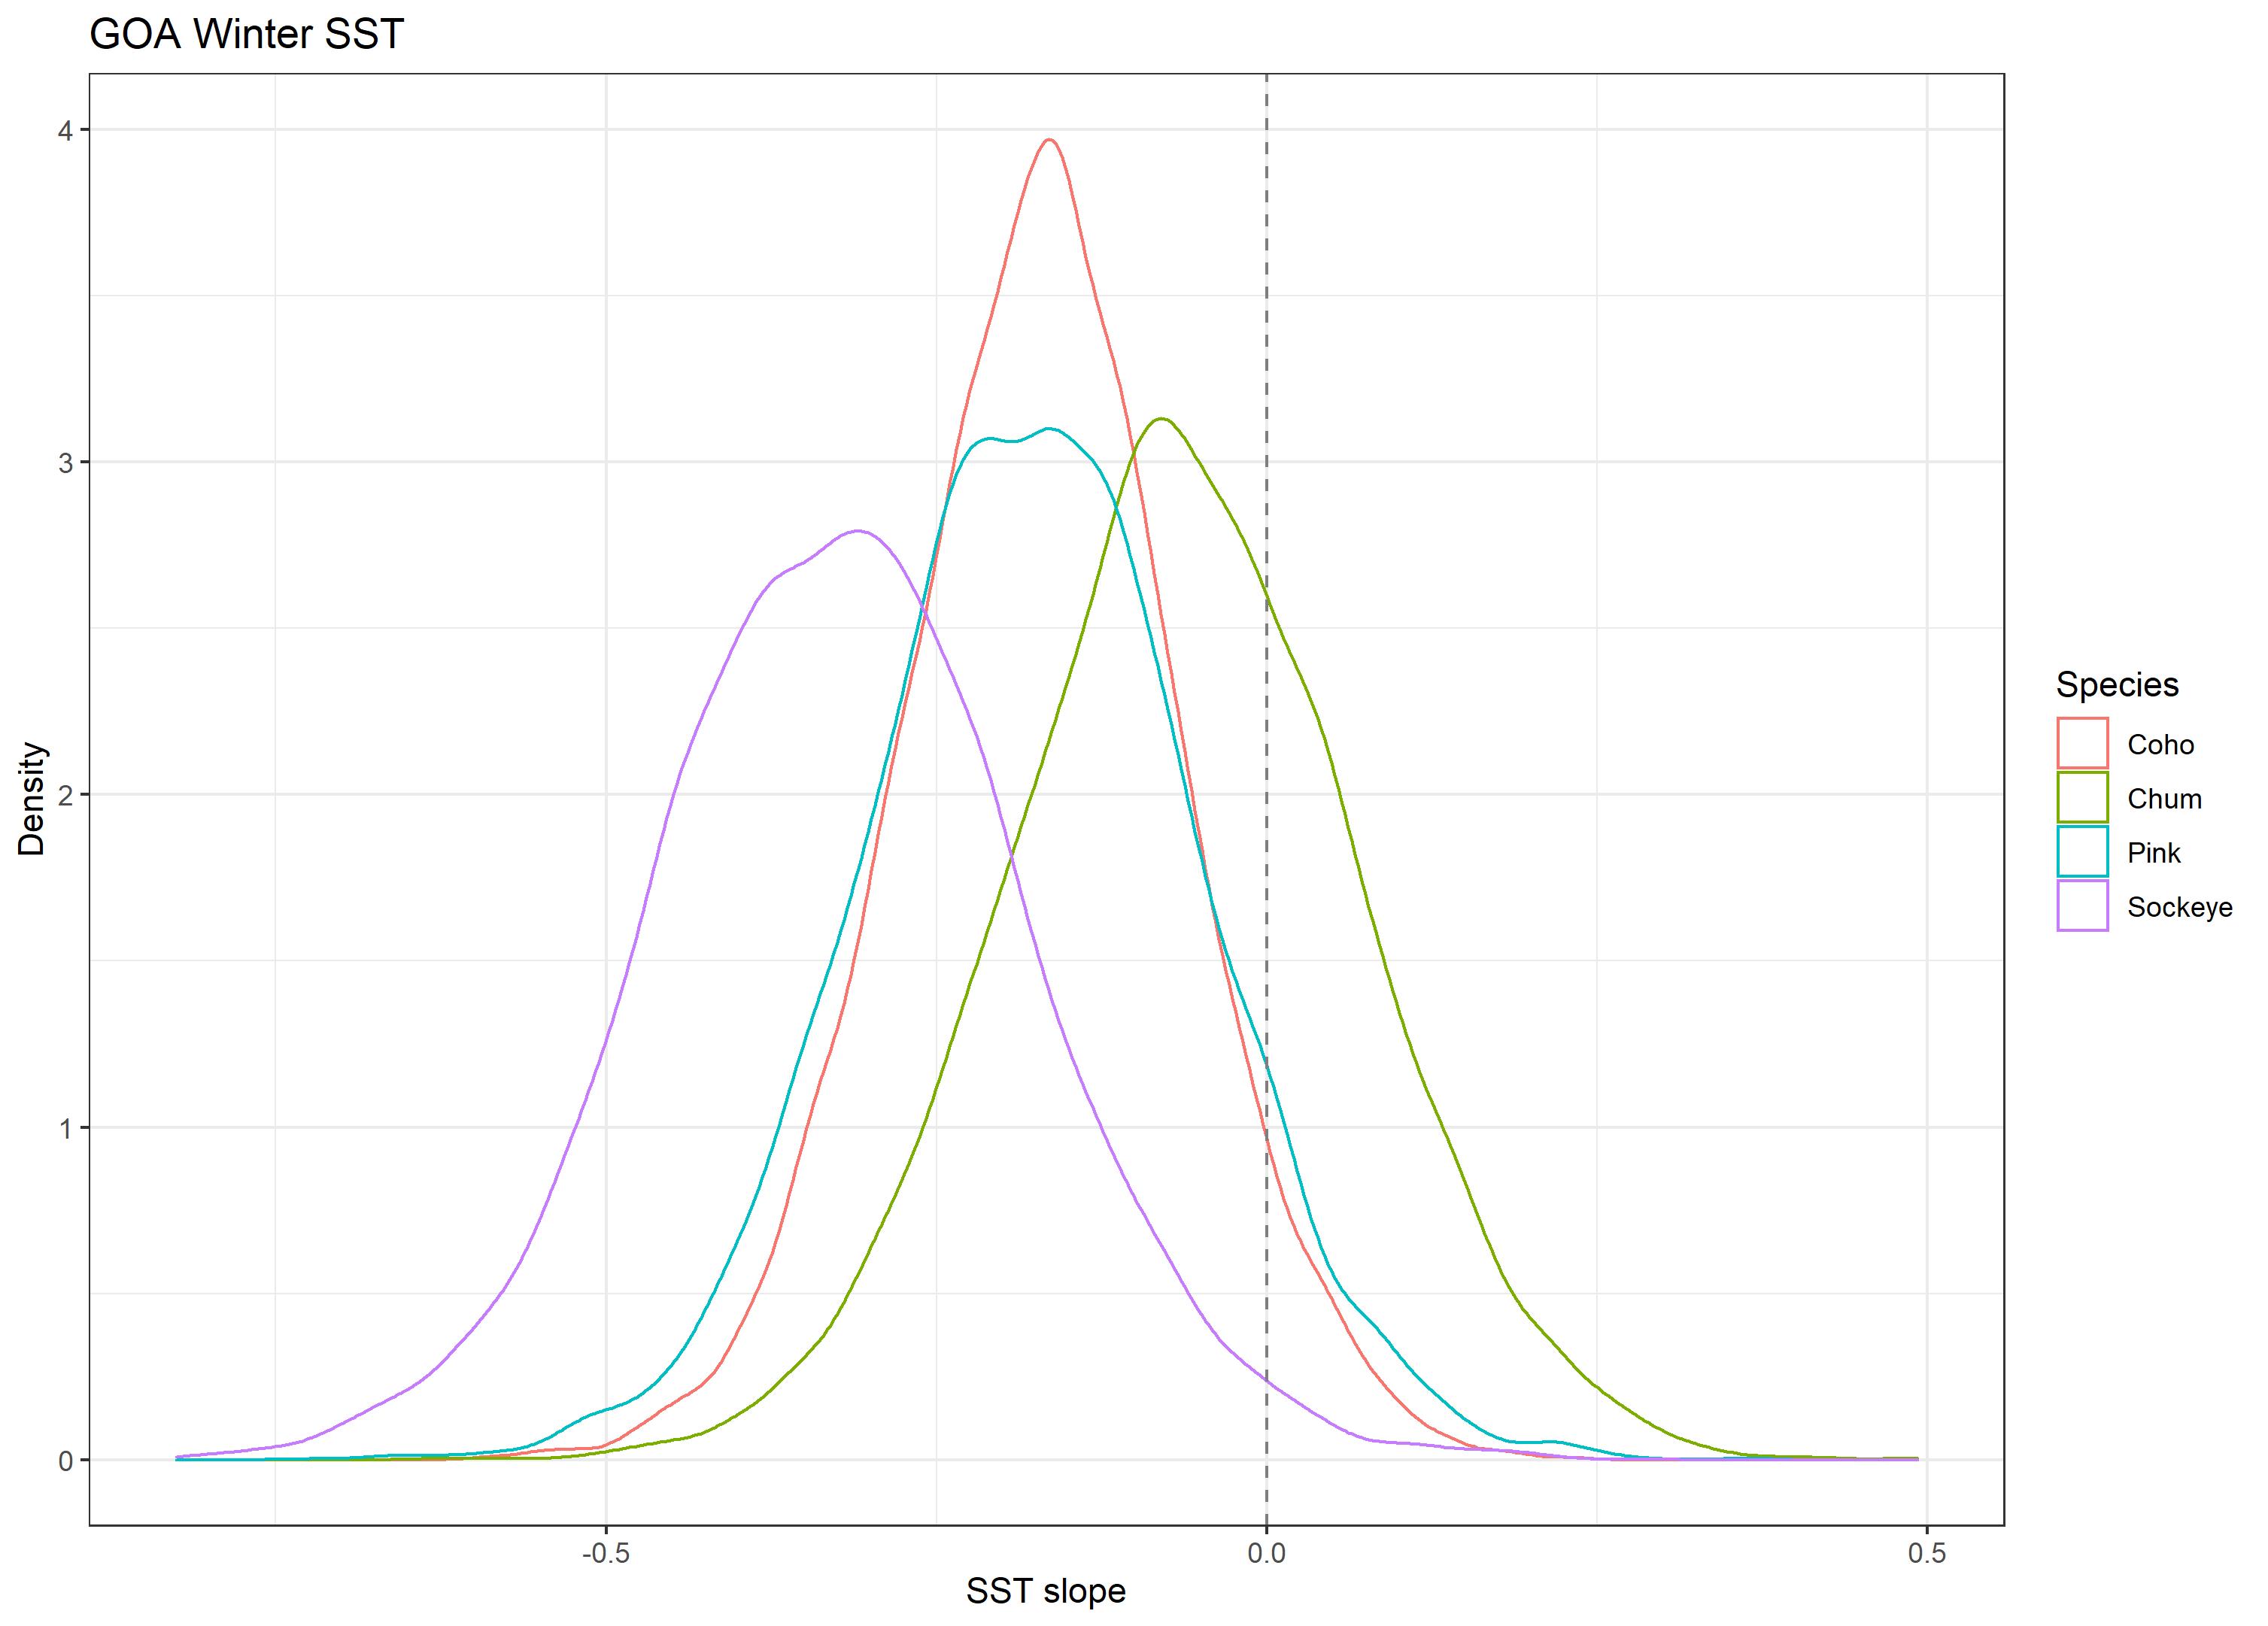 GOA Winter SST
4
3
2
1
0
Density
-0.5
0.0
0.5
SST slope
Species
Coho
Chum
Pink
Sockeye